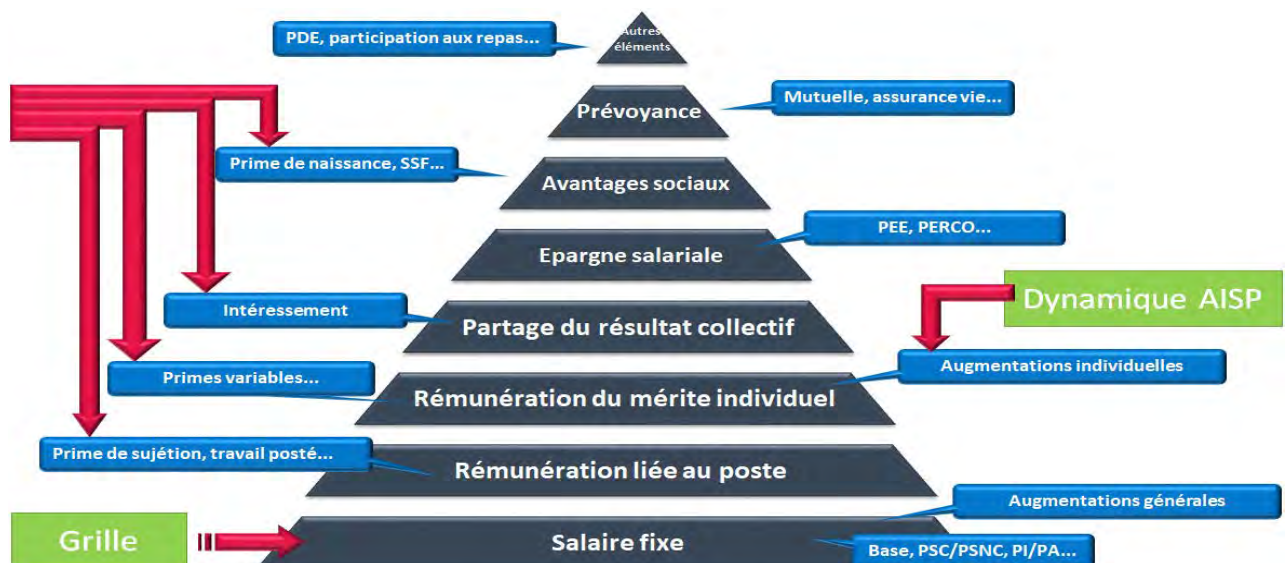 Autres
éléments
PDE, participation aux repas...
Prévoyance
Mutuelle, assurance vie...
Prime de naissance, SSF...
Avantages sociaux
PEE, PERCO...
Epargne salariale
Dynamique AISP
Intéressement
Partage du résultat collectif
Augmentations individuelles
Primes variables...
Rémunération du mérite individuel
Prime de sujétion, travail posté...
Rémunération liée au poste
Augmentations générales
Grille
Salaire fixe
Base, PSC/PSNC, PI/PA...